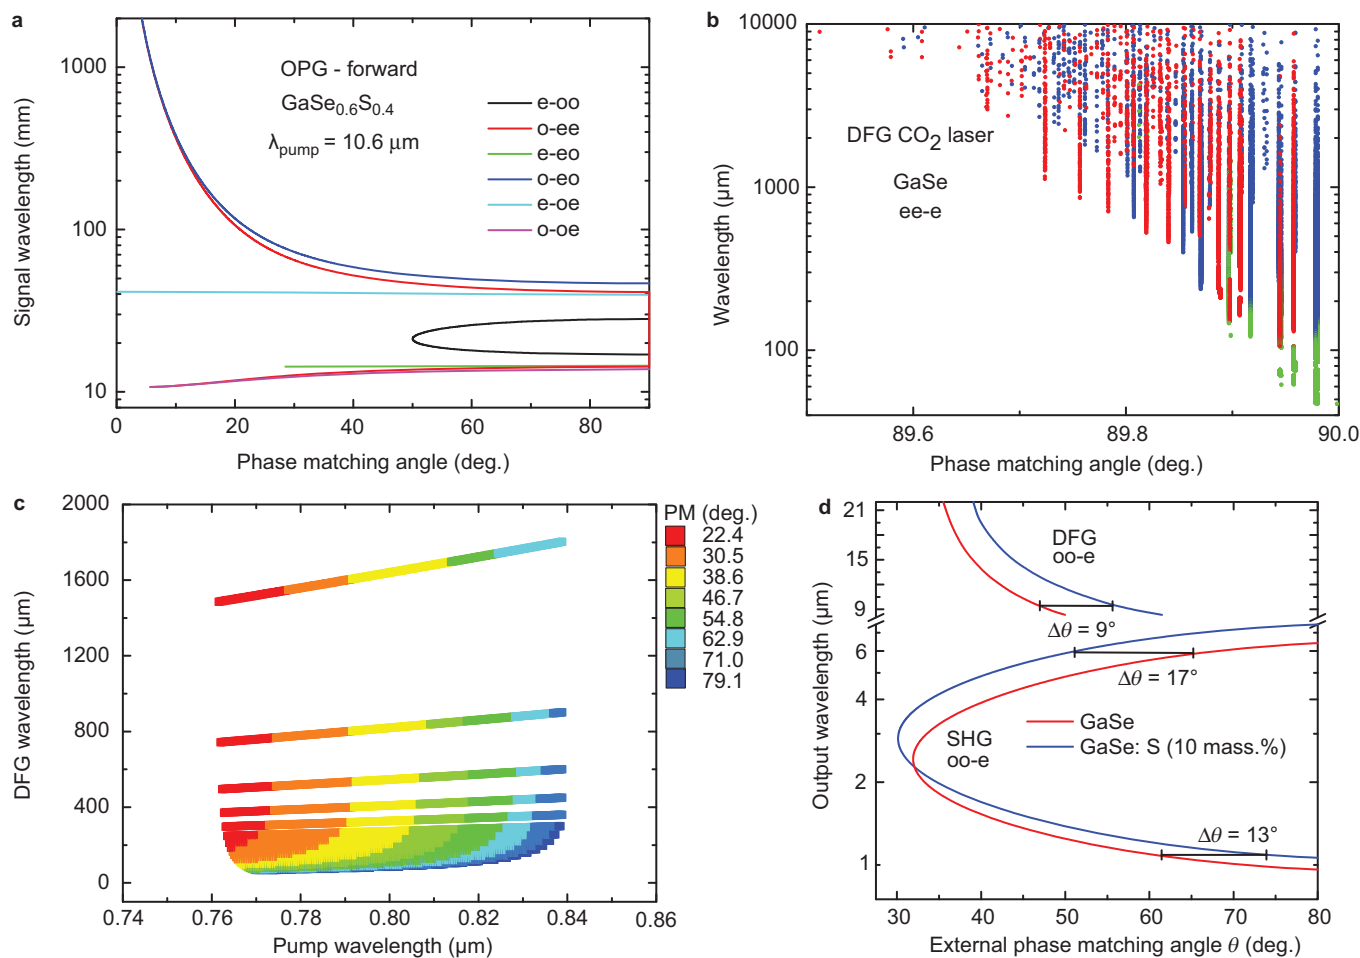 a
Signal wavelength (mm)
1000
100
10
0
20
40
60
80
Phase matching angle (deg.)
OPG - forward
GaSe0.6S0.4
λpump = 10.6 μm
e-oo
o-ee
e-eo
o-eo
e-oe
o-oe
b
Wavelength (μm)
10000
1000
100
89.6
89.8
90.0
Phase matching angle (deg.)
DFG CO2 laser
GaSe
ee-e
c
DFG wavelength (μm)
2000
1600
1200
800
400
0
0.74
0.76
0.78
0.80
0.82
0.84
0.86
Pump wavelength (μm)
PM (deg.)
22.4
30.5
38.6
46.7
54.8
62.9
71.0
79.1
d
Output wavelength (μm)
21
15
9
6
4
2
1
30
40
50
60
70
80
External phase matching angle θ (deg.)
DFG
oo-e
Δθ = 9°
Δθ = 17°
GaSe
GaSe: S (10 mass.%)
SHG
oo-e
Δθ = 13°